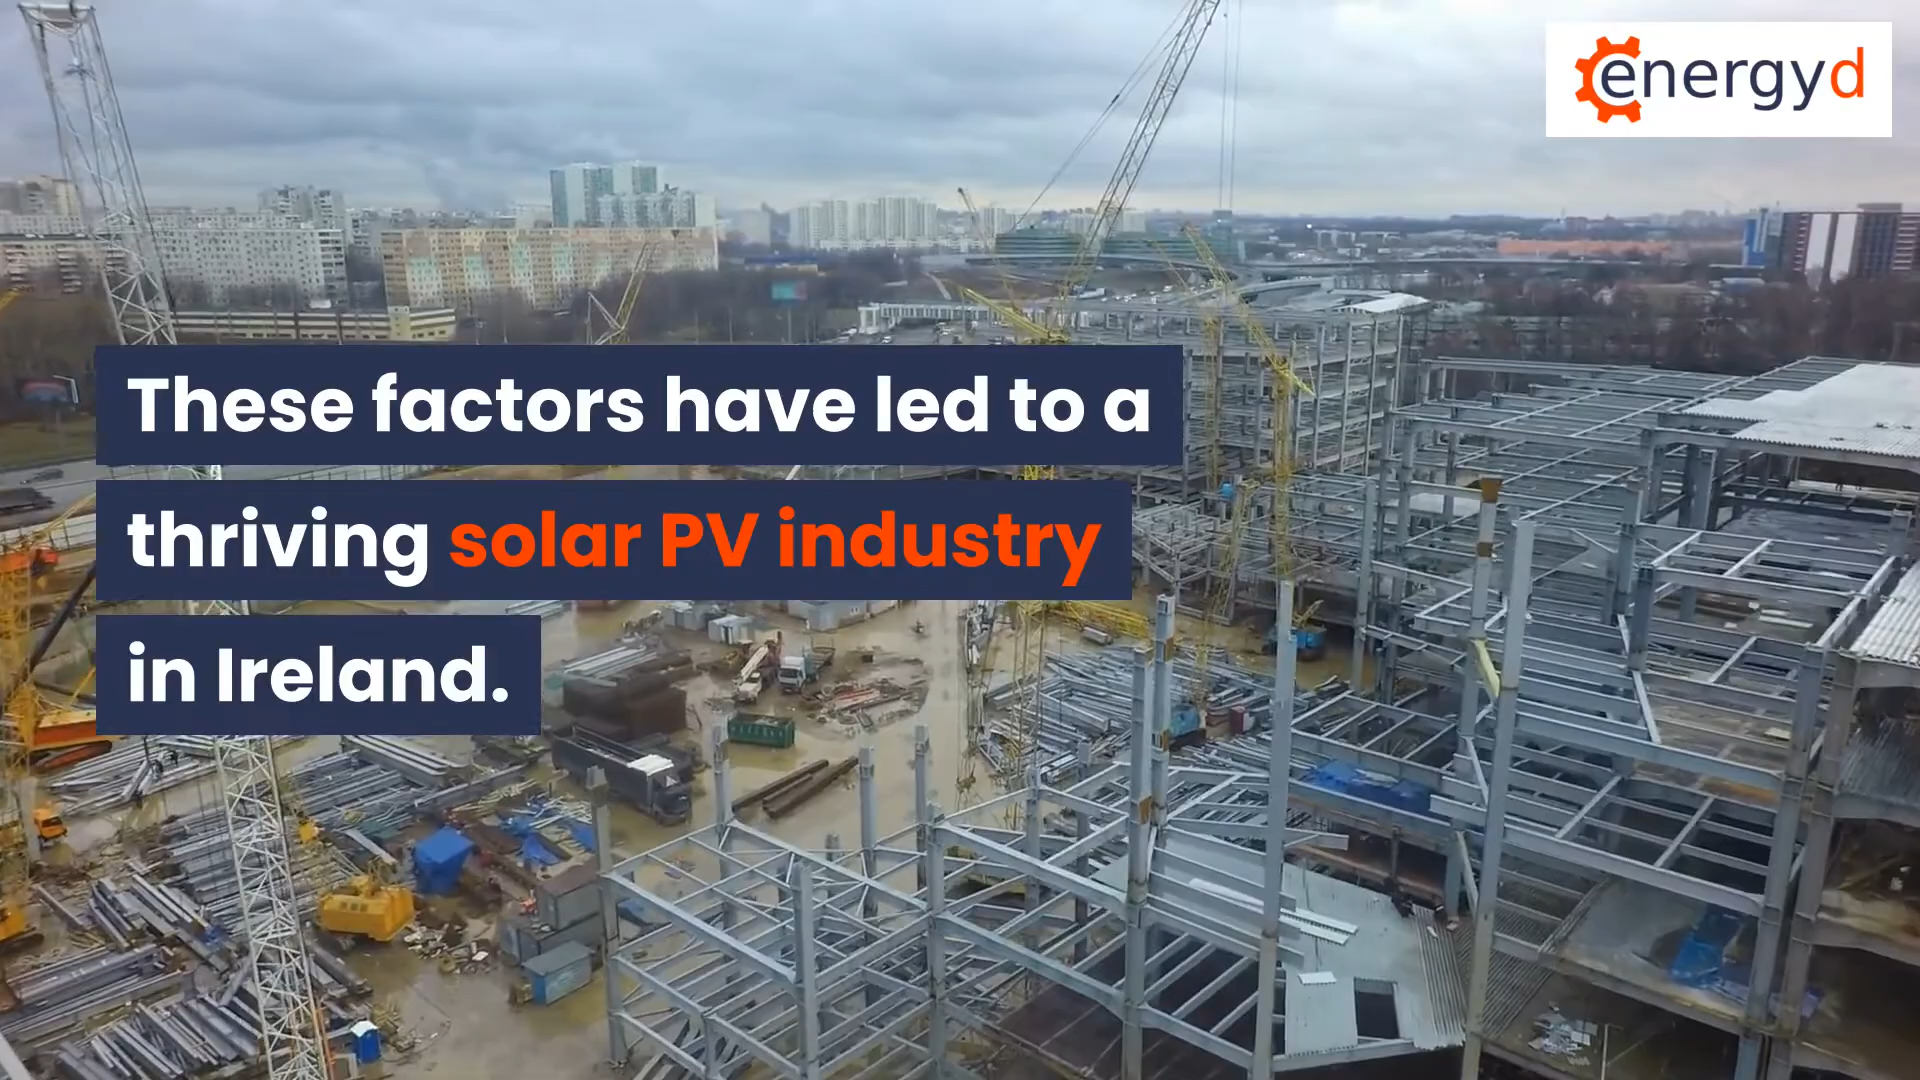 energyd
These factors have led to a
thriving solar PV industry
in Ireland.